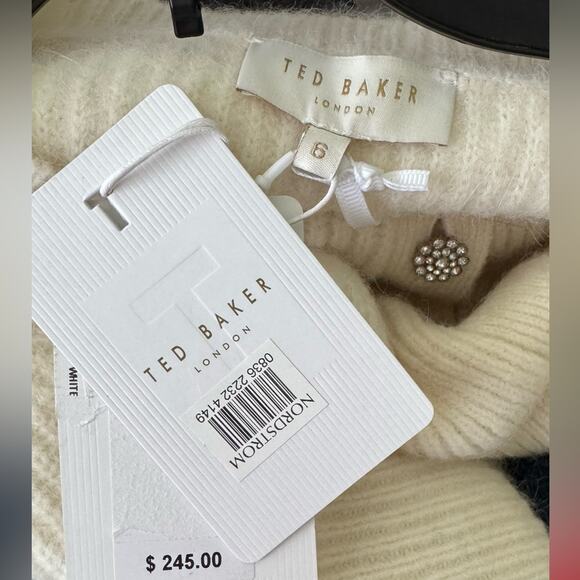 TED BAKER
LONDON
6
T
TED BAKER
LONDON
0836 2232 4149
NORDSTROM
WHITE
$ 245.00